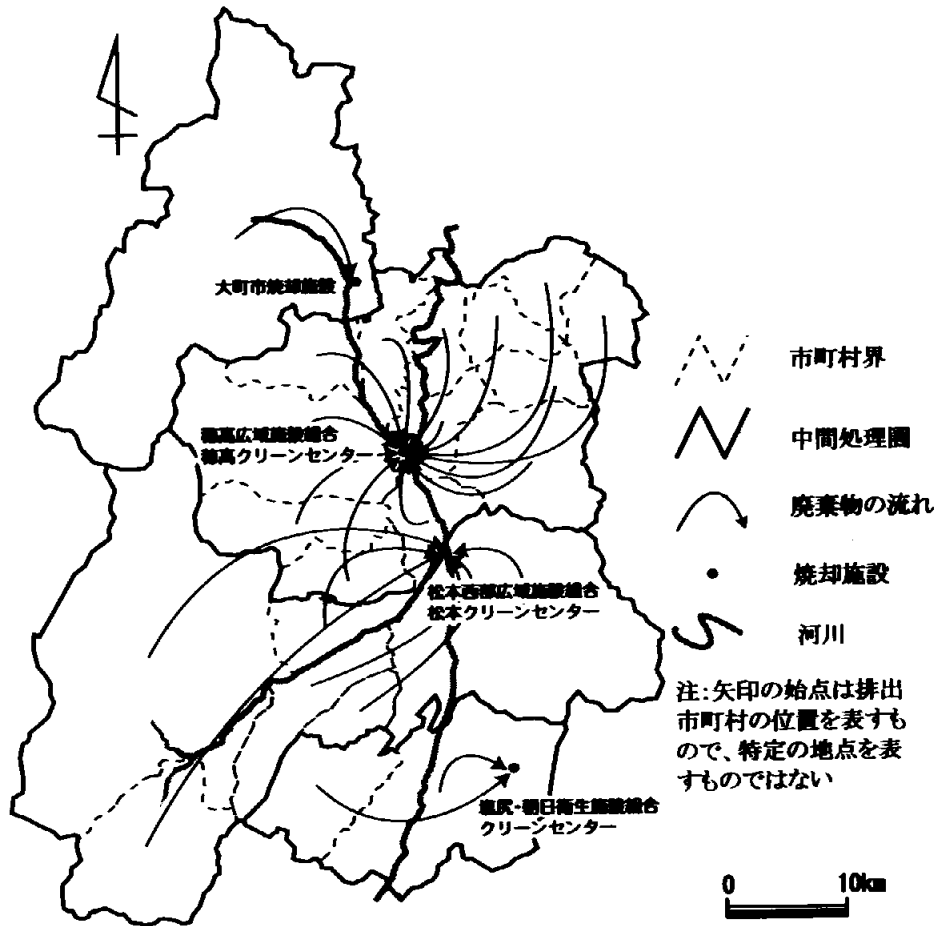 大町市焼却施設
穂高広域施設組合
穂高クリーンセンター
松本西部広域施設組合
松本クリーンセンター
塩尻・朝日衛生施設組合
クリーンセンター
市町村界
中間処理圏
廃棄物の流れ
焼却施設
河川
注:矢印の始点は排出
市町村の位置を表すも
ので、特定の地点を表
すものではない
0 10km